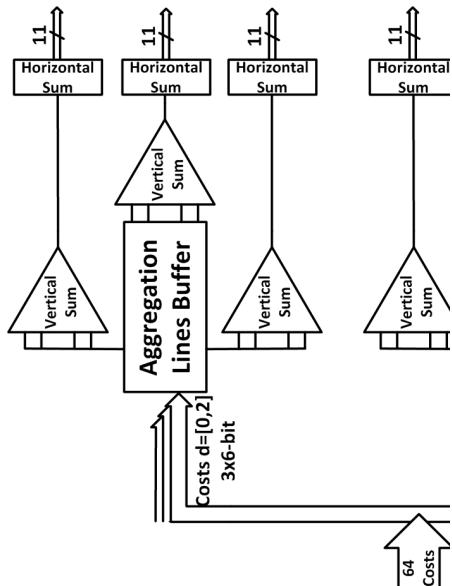 11
11
11
11
Horizontal
Sum
Horizontal
Sum
Horizontal
Sum
Horizontal
Sum
Vertical
Sum
Vertical
Sum
Vertical
Sum
Vertical
Sum
Aggregation
Lines Buffer
Costs d=[0,2]
3x6-bit
64
Costs